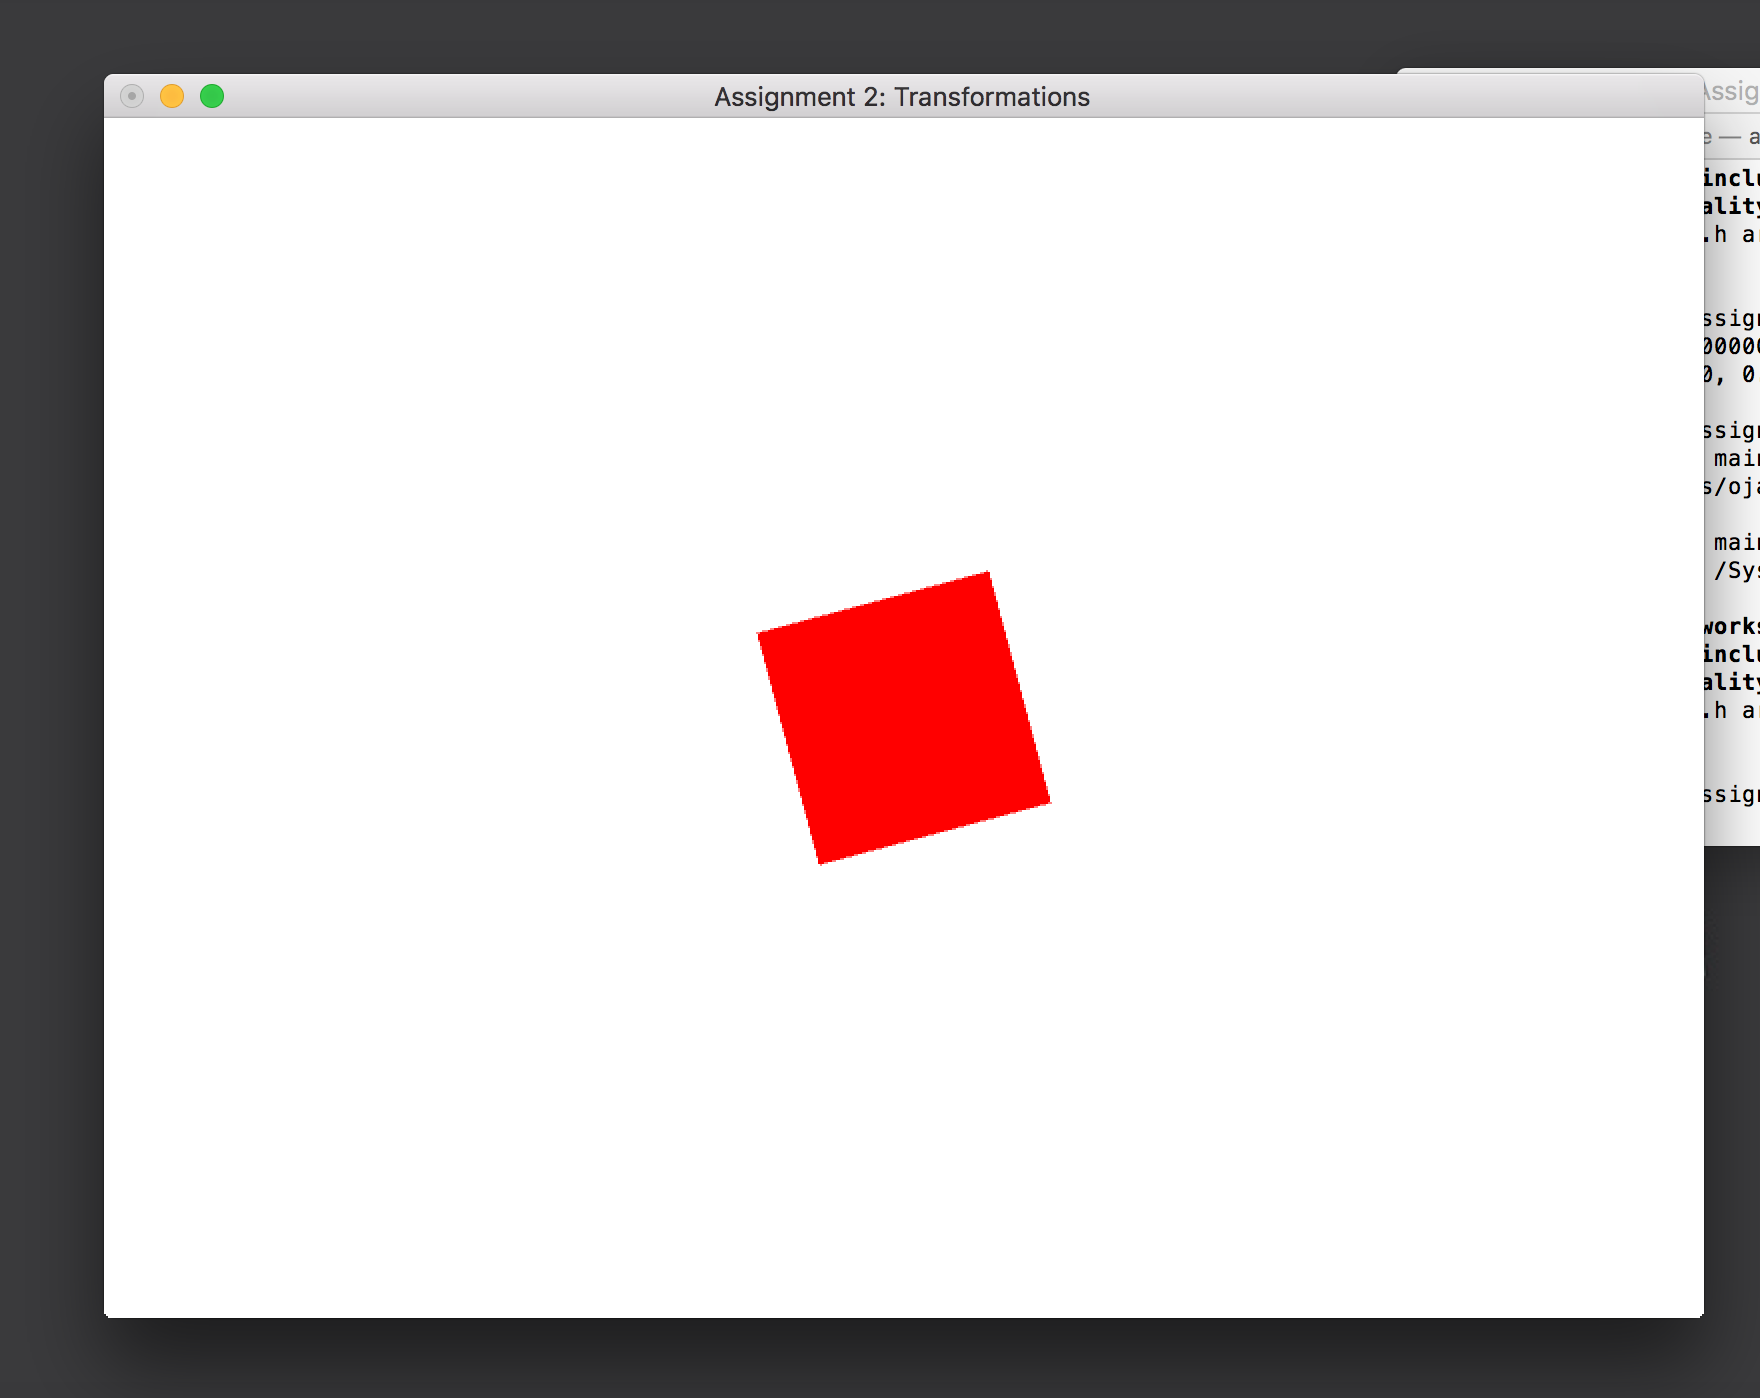 Assignment 2: Transformations
Assig
e — a
inclu
ality
.h a
ssign
00000
0, 0
ssign
main
s/oja
main
/Sys
works
inclu
ality
.h a
ssign